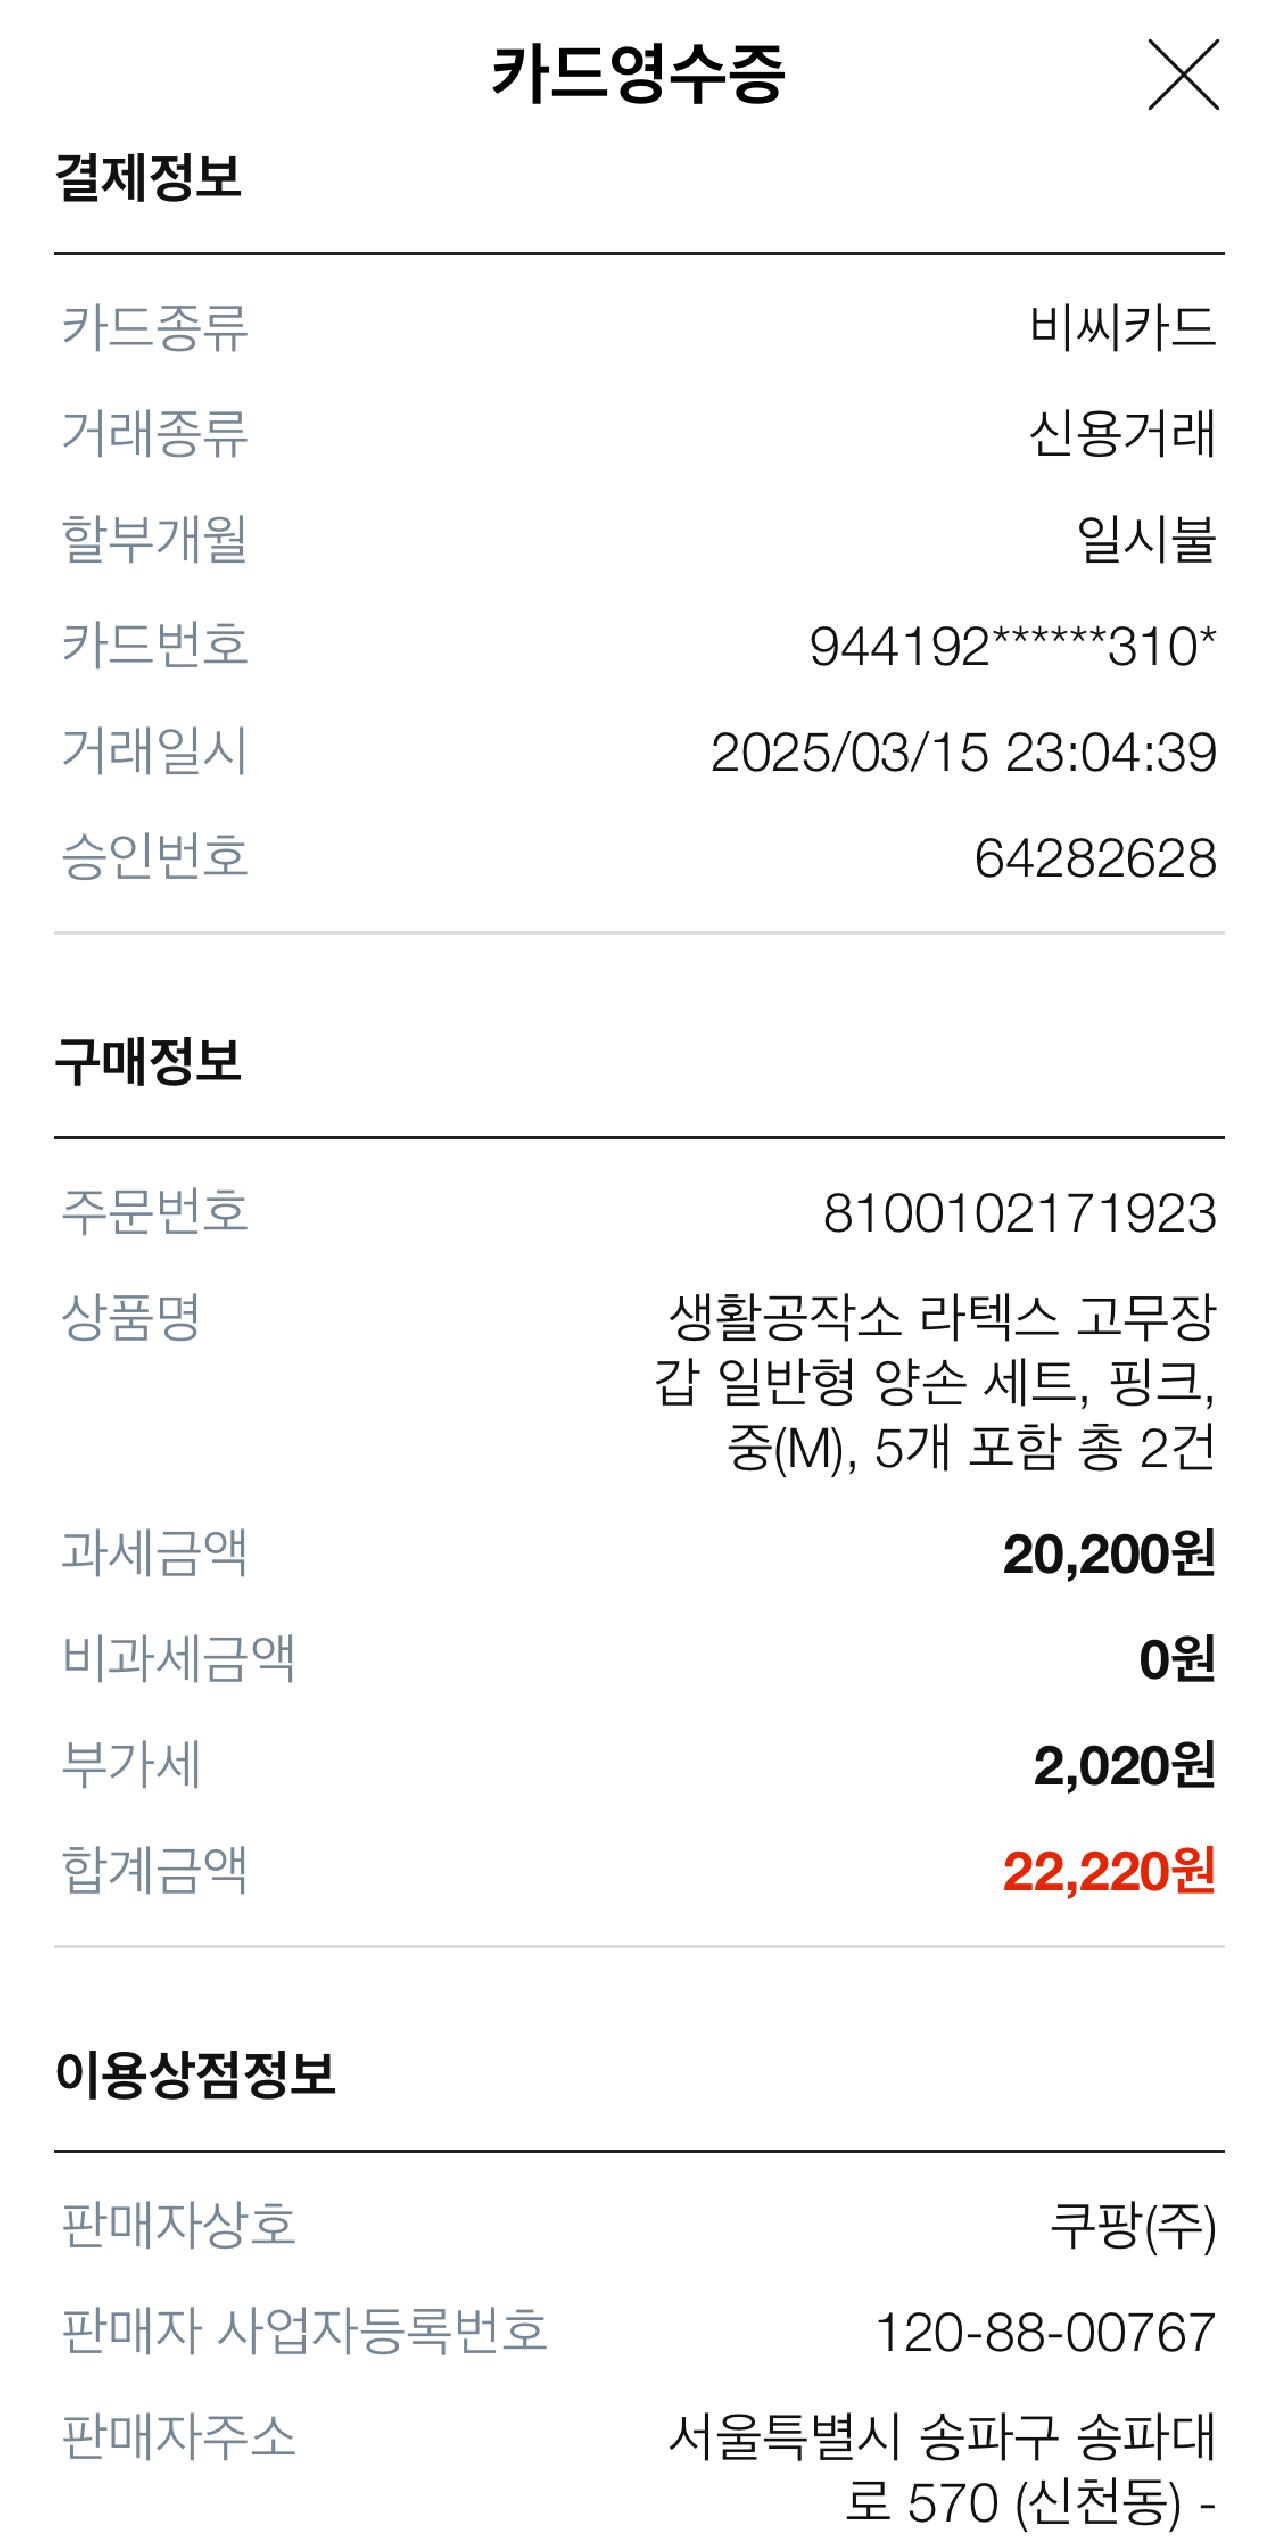 카드영수증
결제정보
카드종류 비씨카드
거래종류 신용거래
할부개월 일시불
카드번호 944192******310*
거래일시 2025/03/15 23:04:39
승인번호 64282628
구매정보
주문번호 8100102171923
상품명 생활공작소 라텍스 고무장
갑 일반형 양손 세트, 핑크,
중(M), 5개 포함 총 2건
과세금액 20,200원
비과세금액 0원
부가세 2,020원
합계금액 22,220원
이용상점정보
판매자상호 쿠팡(주)
판매자 사업자등록번호 120-88-00767
판매자주소 서울특별시 송파구 송파대
로 570 (신천동) -